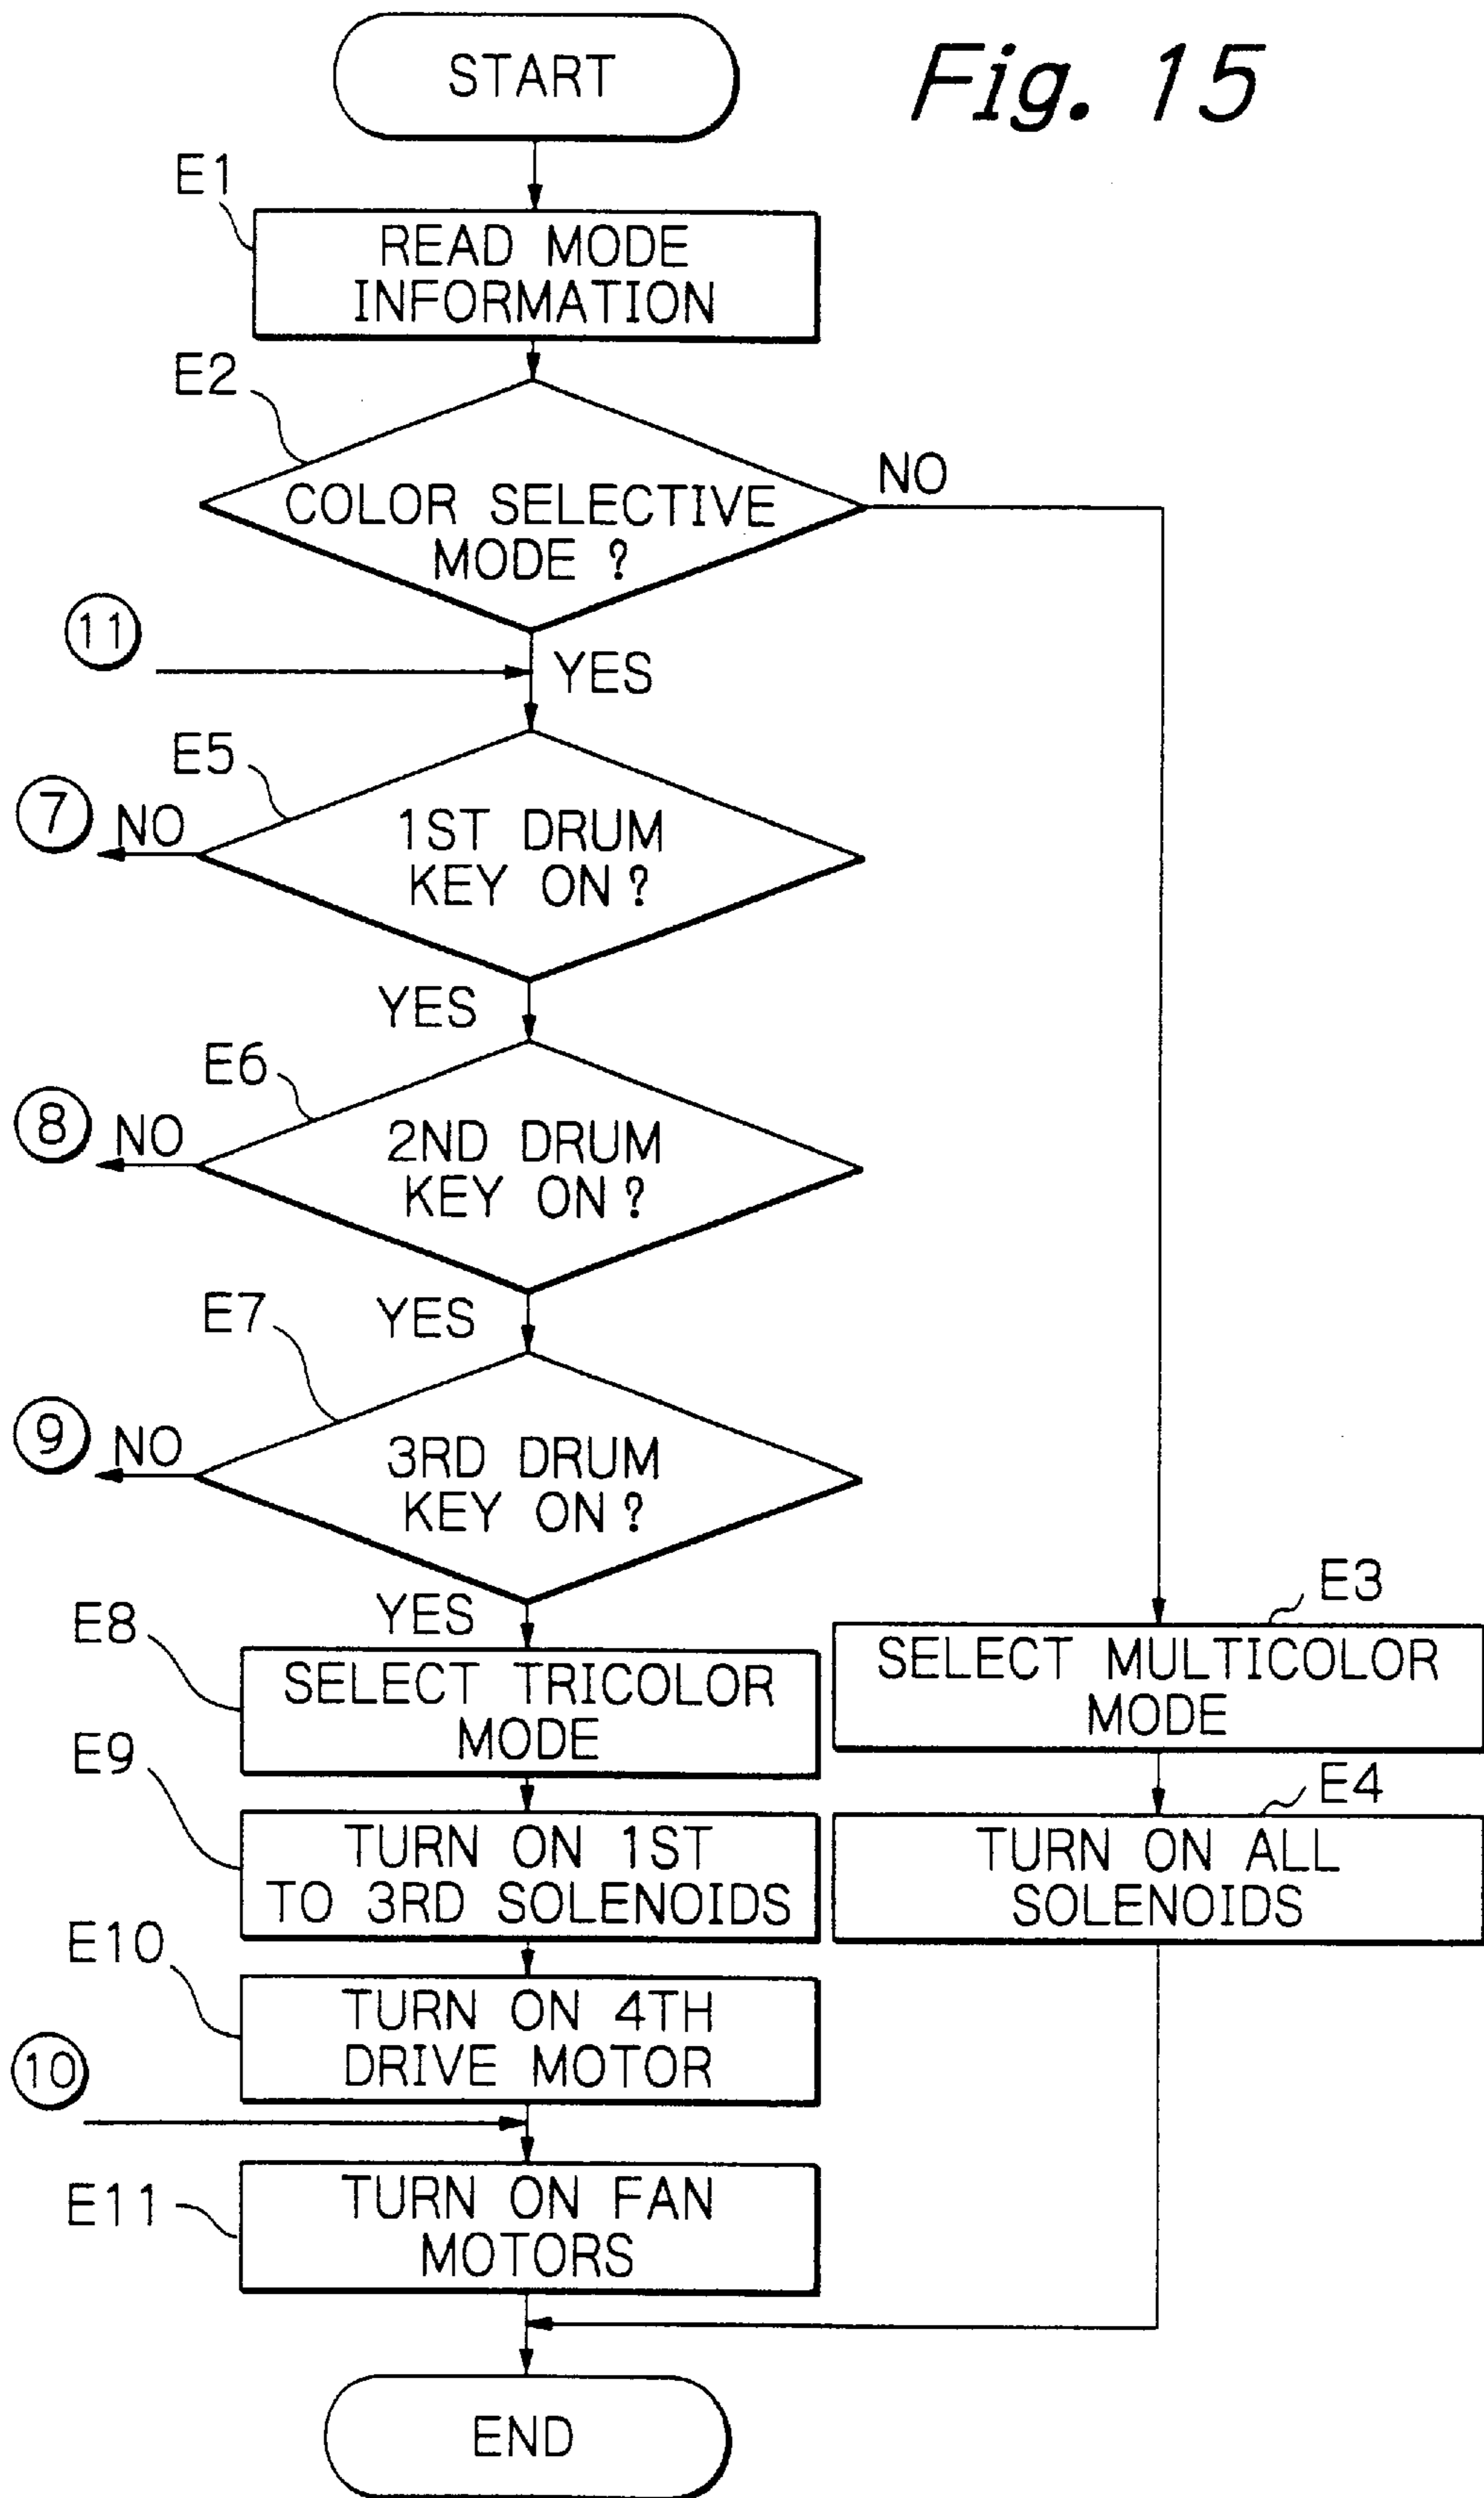 Fig. 15
START
E1
READ MODE
INFORMATION
E2
COLOR SELECTIVE
MODE ?
NO
11
YES
E5
1ST DRUM
KEY ON ?
7
NO
YES
E6
2ND DRUM
KEY ON ?
8
NO
YES
E7
3RD DRUM
KEY ON ?
9
NO
YES
E8
SELECT TRICOLOR
MODE
E3
SELECT MULTICOLOR
MODE
E9
TURN ON 1ST
TO 3RD SOLENOIDS
E4
TURN ON ALL
SOLENOIDS
E10
TURN ON 4TH
DRIVE MOTOR
10
E11
TURN ON FAN
MOTORS
END